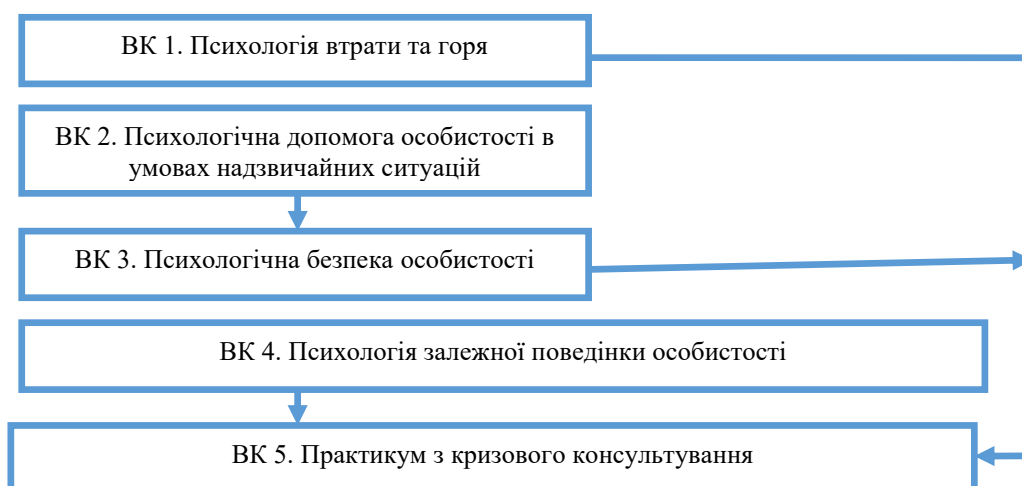 ВК 1. Психологія втрати та горя
ВК 2. Психологічна допомога особистості в
умовах надзвичайних ситуацій
ВК 3. Психологічна безпека особистості
ВК 4. Психологія залежної поведінки особистості
ВК 5. Практикум з кризового консультування